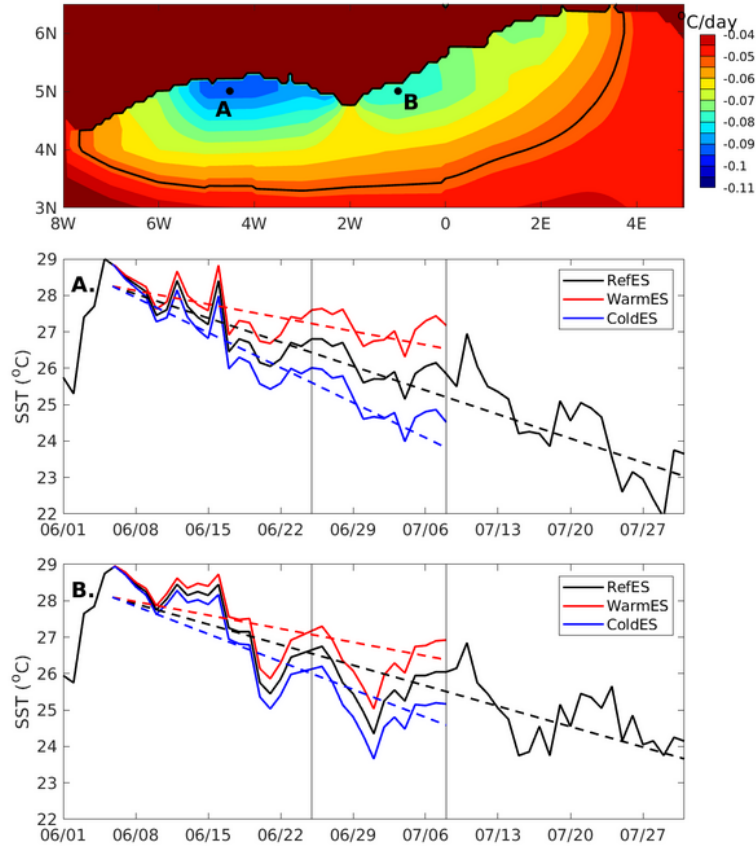 °C/day
6N
5N
4N
3N
A
B
8W 6W 4W 2W 0 2E 4E
-0.04
-0.05
-0.06
-0.07
-0.08
-0.09
-0.10
-0.11
A.
SST (°C)
29
28
27
26
25
24
23
22
RefES
WarmES
ColdES
06/01 06/08 06/15 06/22 06/29 07/06 07/13 07/20 07/27
B.
SST (°C)
29
28
27
26
25
24
23
22
RefES
WarmES
ColdES
06/01 06/08 06/15 06/22 06/29 07/06 07/13 07/20 07/27